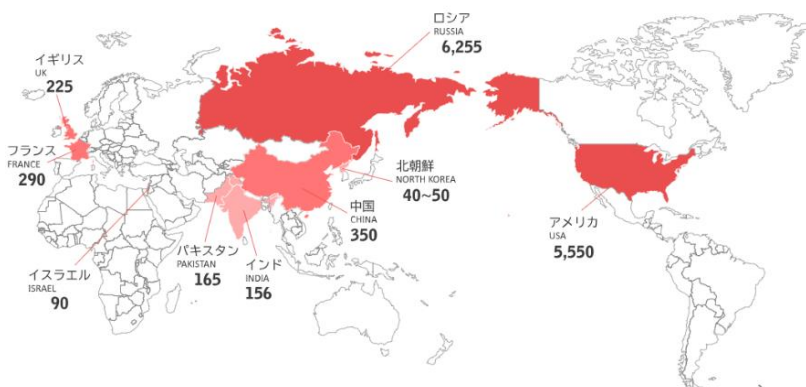 ロシア
RUSSIA
6,255
イギリス
UK
225
フランス
FRANCE
290
北朝鮮
NORTH KOREA
40~50
中国
CHINA
350
アメリカ
USA
5,550
パキスタン
PAKISTAN
165
インド
INDIA
156
イスラエル
ISRAEL
90